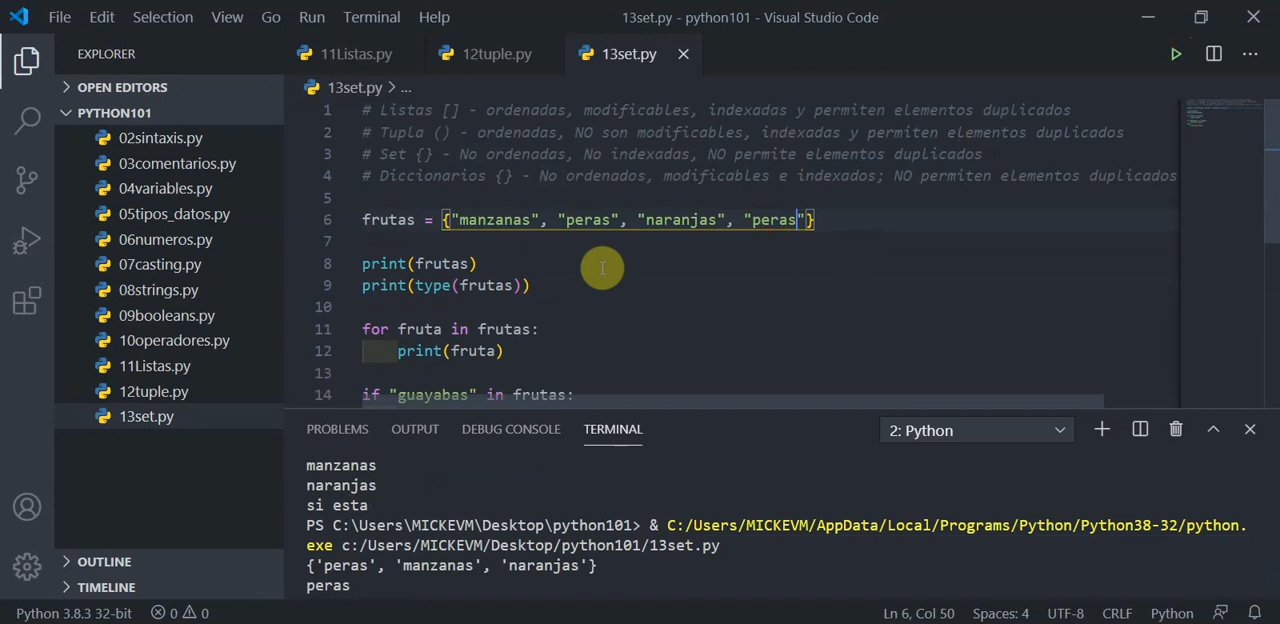 File Edit Selection View Go Run Terminal Help 13set.py - python101 - Visual Studio Code
EXPLORER 11Listas.py 12tuple.py 13set.py
OPEN EDITORS
PYTHON101
02sintaxis.py
03comentarios.py
04variables.py
05tipos_datos.py
06numeros.py
07casting.py
08strings.py
09booleans.py
10operadores.py
11Listas.py
12tuple.py
13set.py
OUTLINE
TIMELINE
13set.py > ...
1 # Listas [] - ordenadas, modificables, indexadas y permiten elementos duplicados
2 # Tupla () - ordenadas, NO son modificables, indexadas y permiten elementos duplicados
3 # Set {} - No ordenadas, No indexadas, NO permite elementos duplicados
4 # Diccionarios {} - No ordenados, modificables e indexados; NO permiten elementos duplicados
5
6 frutas = {"manzanas", "peras", "naranjas", "peras"}
7
8 print(frutas)
9 print(type(frutas))
10
11 for fruta in frutas:
12     print(fruta)
13
14 if "guayabas" in frutas:
PROBLEMS OUTPUT DEBUG CONSOLE TERMINAL 2: Python
manzanas
naranjas
si esta
PS C:\Users\MICKEVM\Desktop\python101> & C:/Users/MICKEVM/AppData/Local/Programs/Python/Python38-32/python.
exe c:/Users/MICKEVM/Desktop/python101/13set.py
{'peras', 'manzanas', 'naranjas'}
peras
Python 3.8.3 32-bit 0 0 Ln 6, Col 50 Spaces: 4 UTF-8 CRLF Python